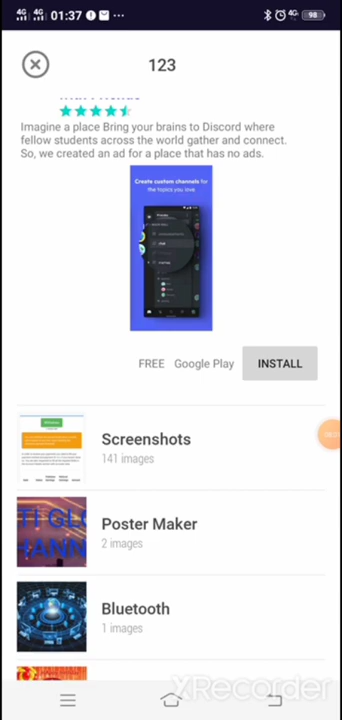 4G 4G 01:37 98
123
Imagine a place Bring your brains to Discord where
fellow students across the world gather and connect.
So, we created an ad for a place that has no ads.
Create custom channels for
the topics you love
FREE Google Play INSTALL
Screenshots
141 images
Poster Maker
2 images
Bluetooth
1 images
XRecorder